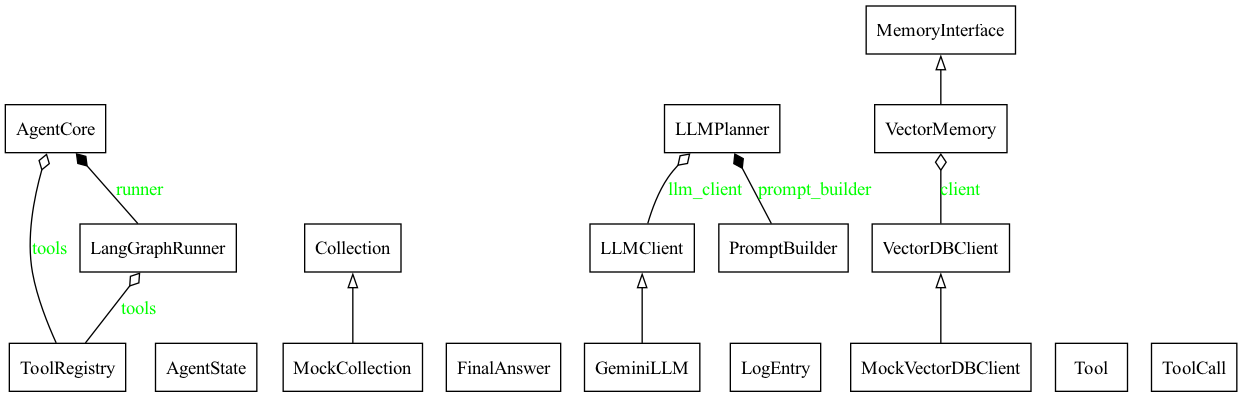 MemoryInterface
AgentCore
LLMPlanner
VectorMemory
runner
llm_client
prompt_builder
client
tools
LangGraphRunner
Collection
LLMClient
PromptBuilder
VectorDBClient
tools
ToolRegistry
AgentState
MockCollection
FinalAnswer
GeminiLLM
LogEntry
MockVectorDBClient
Tool
ToolCall